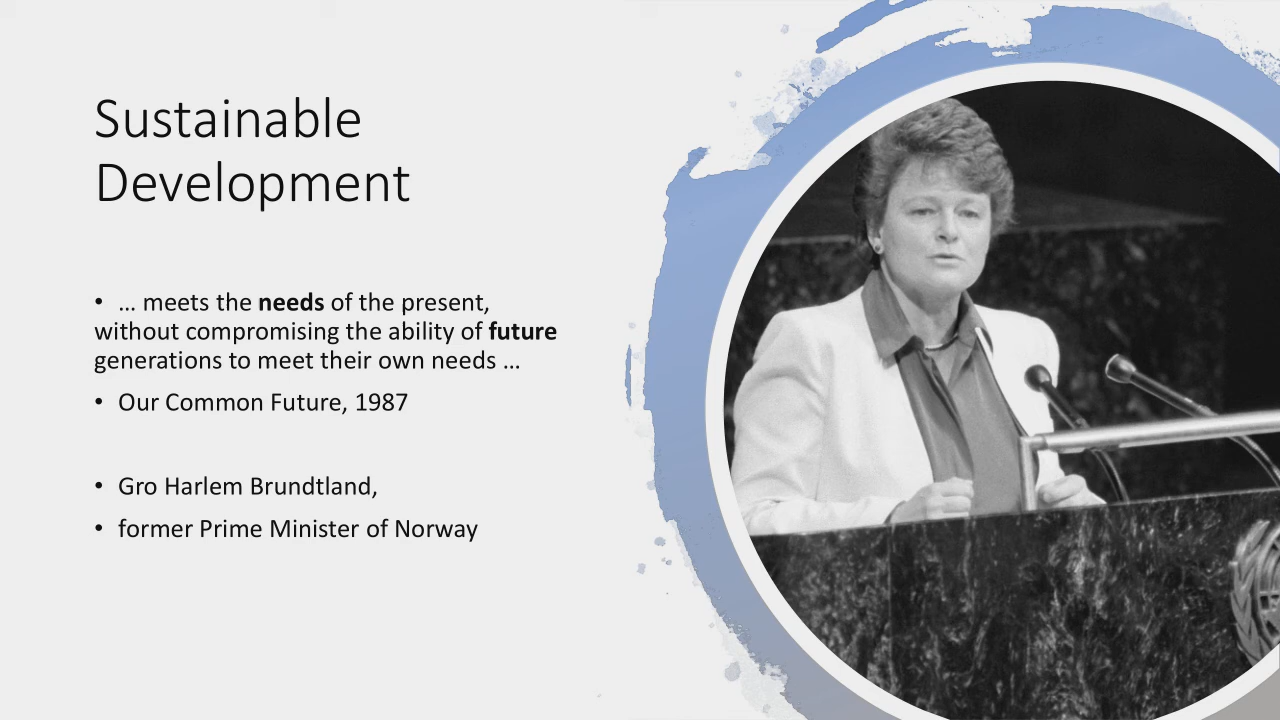 Sustainable
Development
• … meets the needs of the present,
without compromising the ability of future
generations to meet their own needs …
• Our Common Future, 1987
• Gro Harlem Brundtland,
• former Prime Minister of Norway